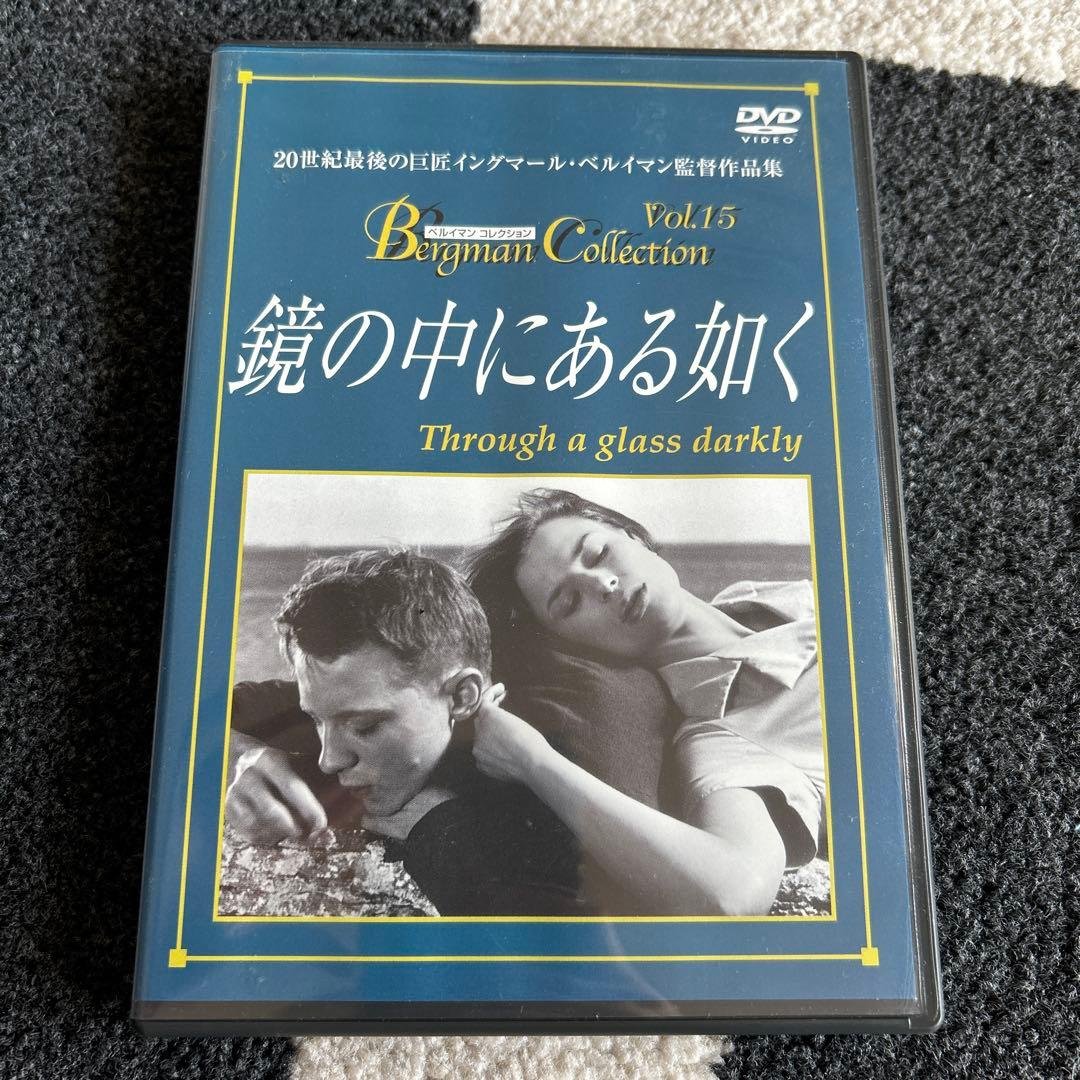 DVD
VIDEO
20世紀最後の巨匠イングマール・ベルイマン監督作品集
Vol.15
ベルイマン コレクション
Bergman Collection
鏡の中にある如く
Through a glass darkly